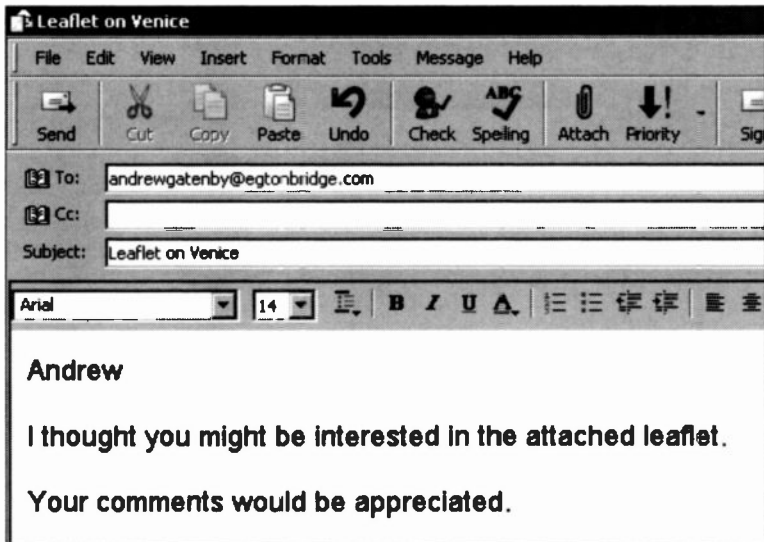 Leaflet on Venice
File Edit View Insert Format Tools Message Help
Send Cut Copy Paste Undo Check Spelling Attach Priority Sign
To: andrewgatenby@egtonbridge.com
Cc:
Subject: Leaflet on Venice
Arial 14 B I U A
Andrew
I thought you might be interested in the attached leaflet.
Your comments would be appreciated.